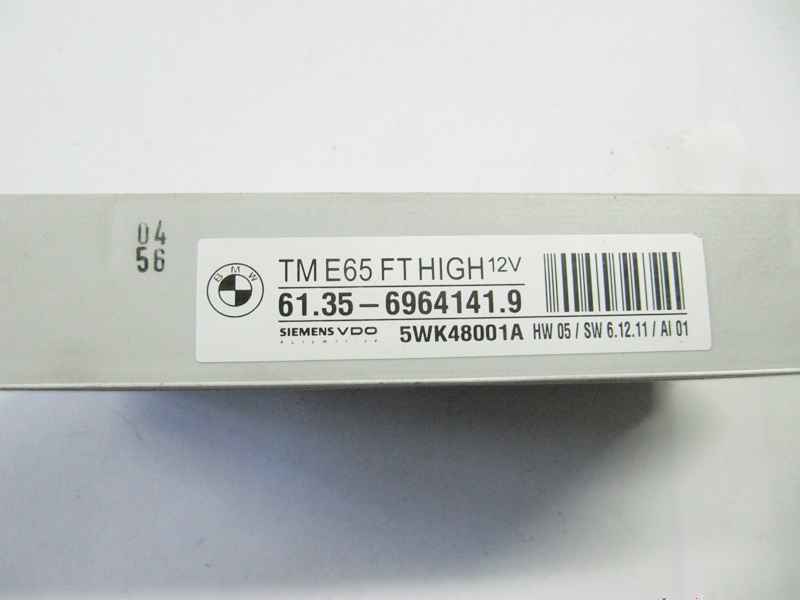 04
56
BMW
TM E65 FT HIGH 12V
61.35-6964141.9
SIEMENS VDO
5WK48001A HW 05 / SW 6.12.11 / AI 01